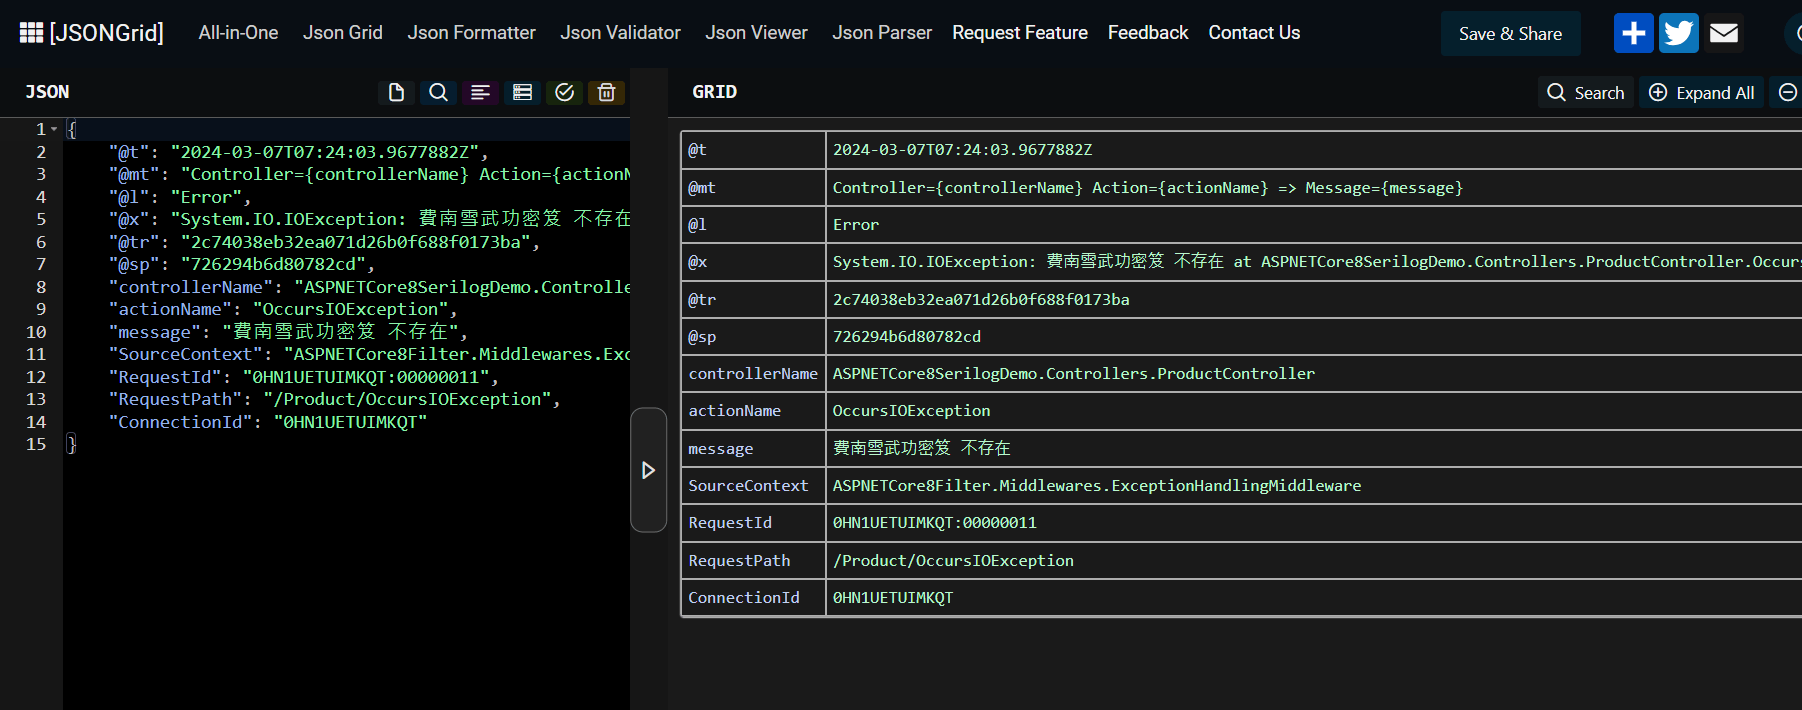 [JSONGrid] All-in-One Json Grid Json Formatter Json Validator Json Viewer Json Parser Request Feature Feedback Contact Us Save & Share
JSON
1 {
2 "@t": "2024-03-07T07:24:03.9677882Z",
3 "@mt": "Controller={controllerName} Action={actionN
4 "@l": "Error",
5 "@x": "System.IO.IOException: 費南雪武功密笈 不存在
6 "@tr": "2c74038eb32ea071d26b0f688f0173ba",
7 "@sp": "726294b6d80782cd",
8 "controllerName": "ASPNETCore8SerilogDemo.Controlle
9 "actionName": "OccursIOException",
10 "message": "費南雪武功密笈 不存在",
11 "SourceContext": "ASPNETCore8Filter.Middlewares.Exc
12 "RequestId": "0HN1UETUIMKQT:00000011",
13 "RequestPath": "/Product/OccursIOException",
14 "ConnectionId": "0HN1UETUIMKQT"
15 }
GRID Search Expand All
@t 2024-03-07T07:24:03.9677882Z
@mt Controller={controllerName} Action={actionName} => Message={message}
@l Error
@x System.IO.IOException: 費南雪武功密笈 不存在 at ASPNETCore8SerilogDemo.Controllers.ProductController.Occurs
@tr 2c74038eb32ea071d26b0f688f0173ba
@sp 726294b6d80782cd
controllerName ASPNETCore8SerilogDemo.Controllers.ProductController
actionName OccursIOException
message 費南雪武功密笈 不存在
SourceContext ASPNETCore8Filter.Middlewares.ExceptionHandlingMiddleware
RequestId 0HN1UETUIMKQT:00000011
RequestPath /Product/OccursIOException
ConnectionId 0HN1UETUIMKQT